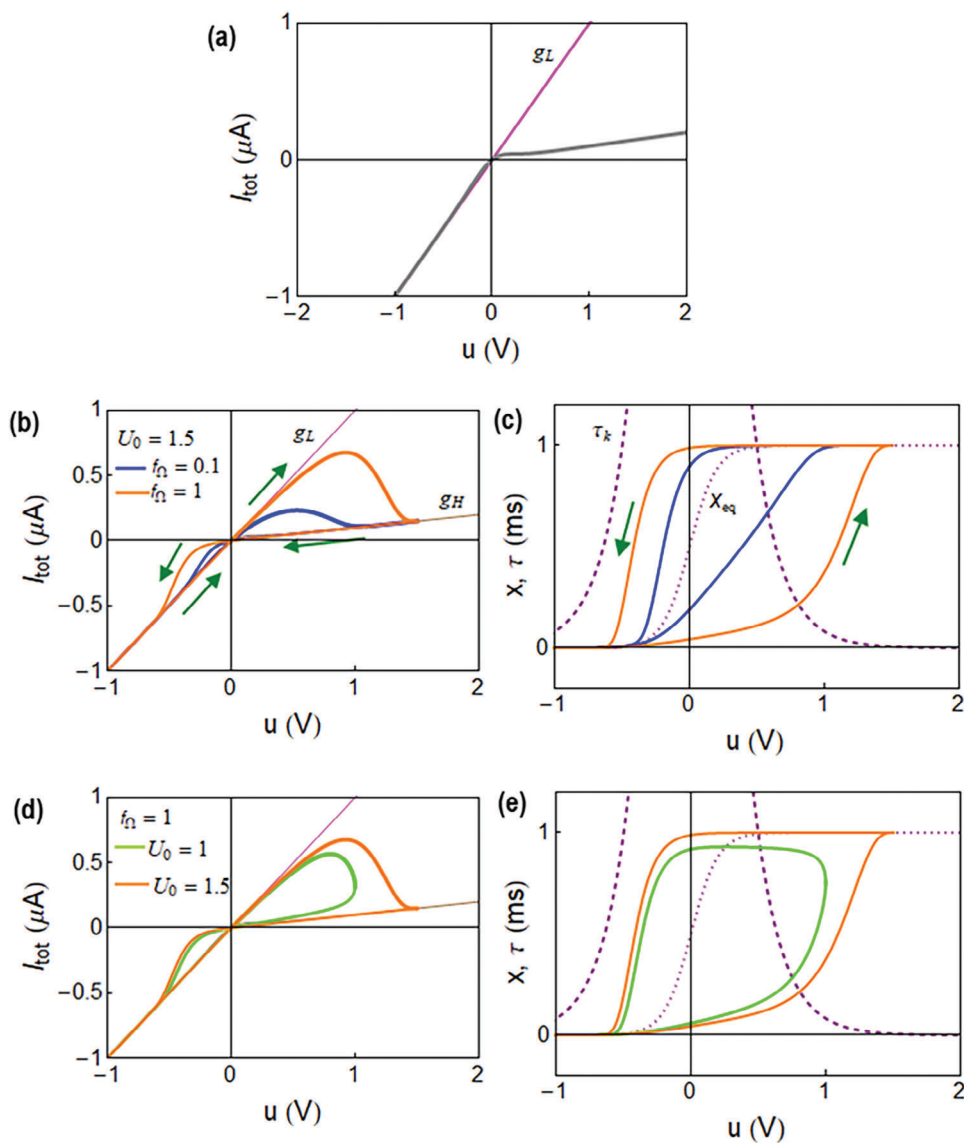 (a)
1
g_L
I_tot (μA)
0
−1
−2 −1 0 1 2
u (V)
(b)
1
U_0 = 1.5
f_Ω = 0.1
f_Ω = 1
g_L
g_H
0.5
I_tot (μA)
0
−0.5
−1
−1 0 1 2
u (V)
(c)
τ_k
1
X_eq
x, τ (ms)
0
−1 0 1 2
u (V)
(d)
1
f_Ω = 1
U_0 = 1
U_0 = 1.5
0.5
I_tot (μA)
0
−0.5
−1
−1 0 1 2
u (V)
(e)
1
x, τ (ms)
0
−1 0 1 2
u (V)